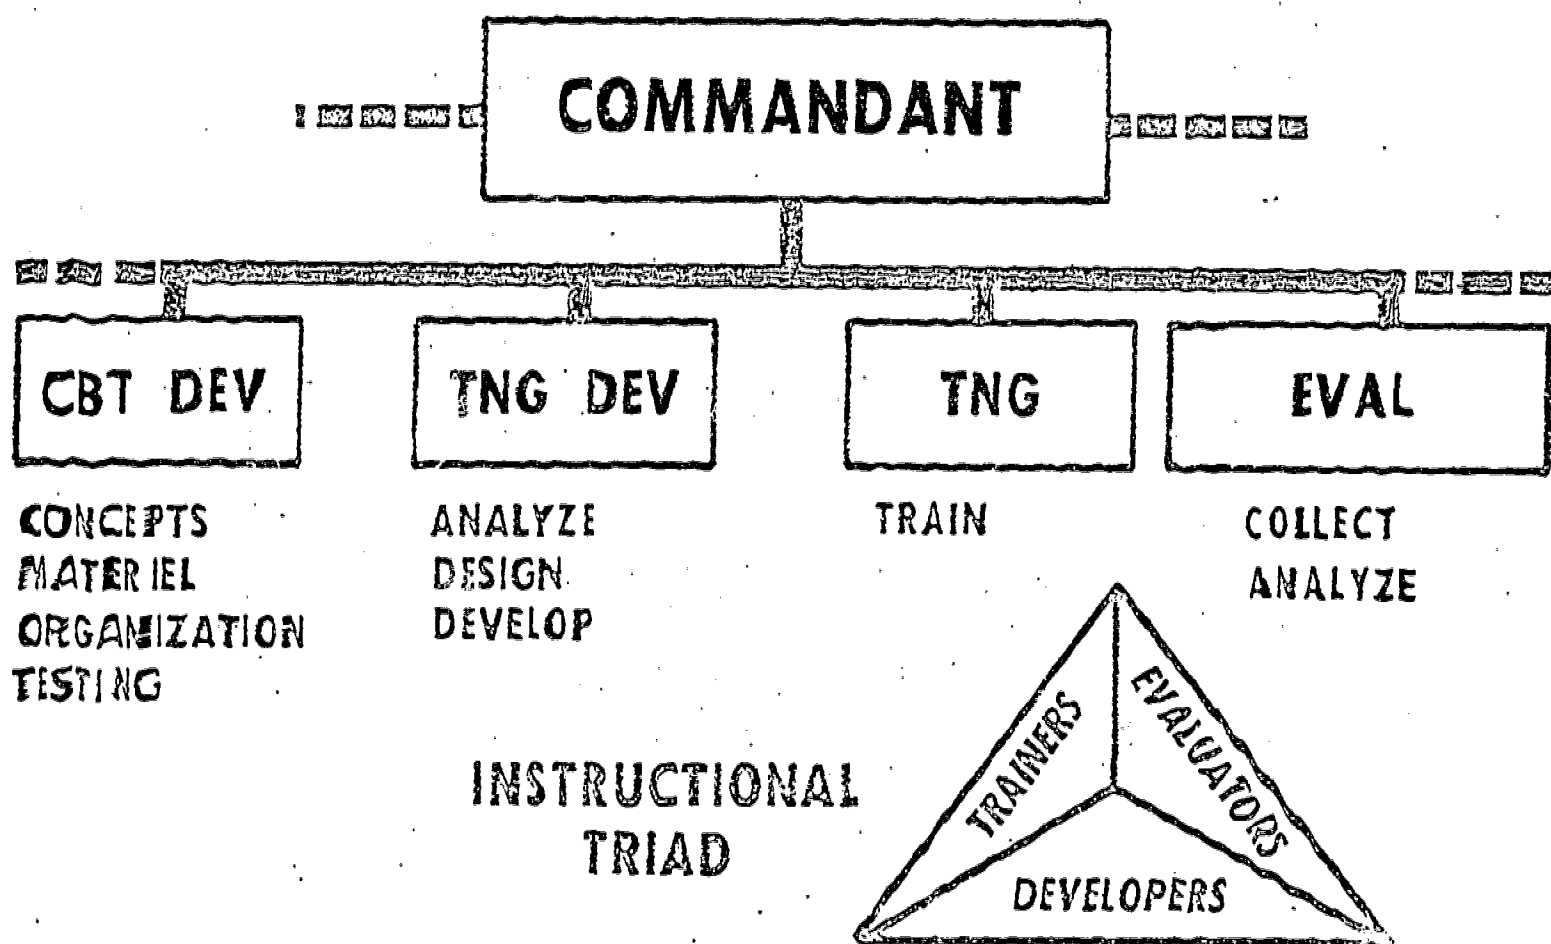 COMMANDANT
CBT DEV
TNG DEV
TNG
EVAL
CONCEPTS
MATERIEL
ORGANIZATION
TESTING
ANALYZE
DESIGN
DEVELOP
TRAIN
COLLECT
ANALYZE
INSTRUCTIONAL
TRIAD
TRAINERS
EVALUATORS
DEVELOPERS